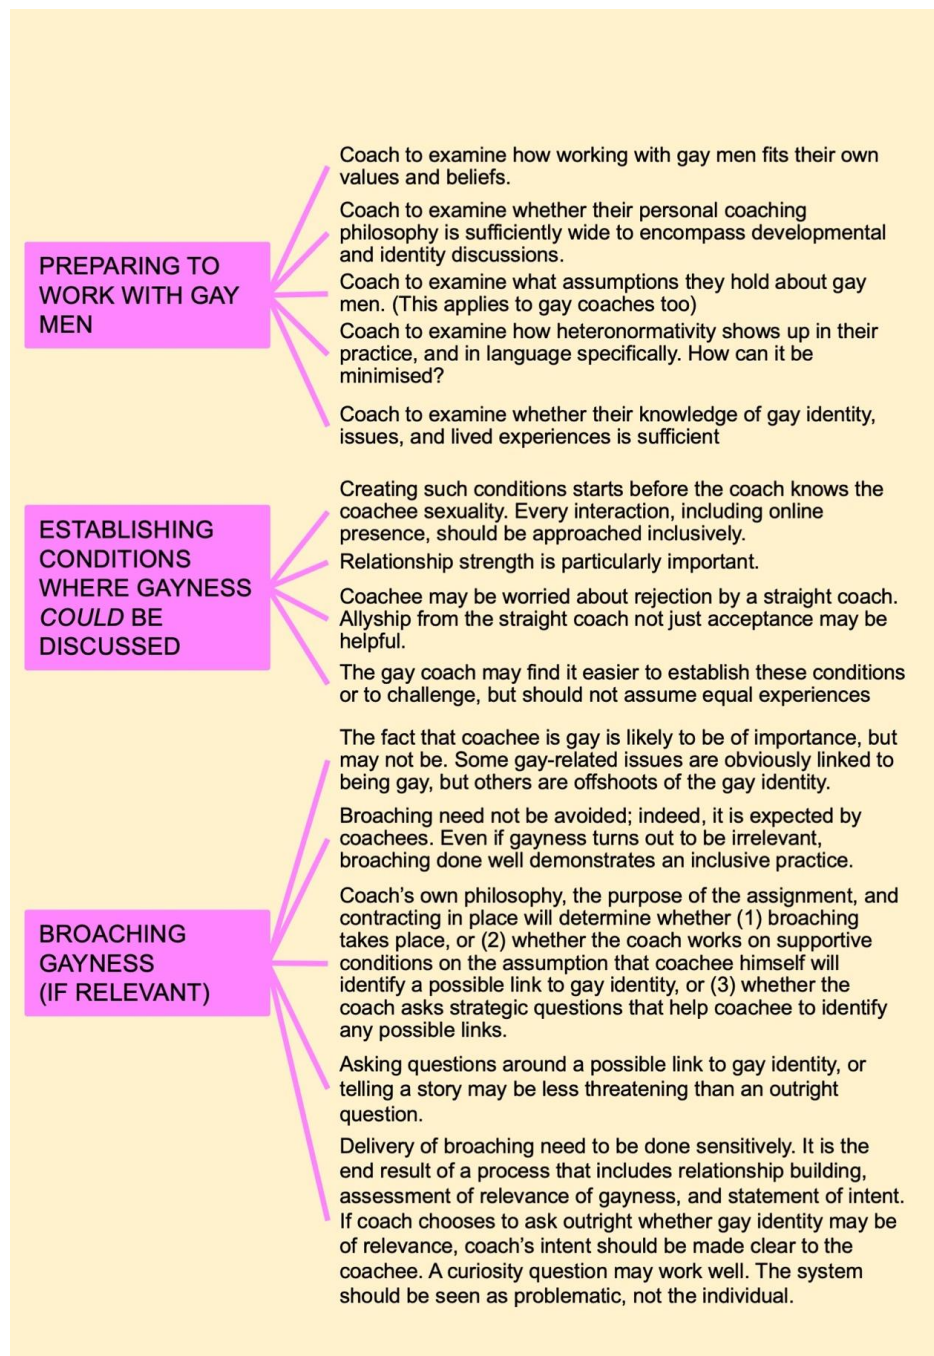 PREPARING TO
WORK WITH GAY
MEN
Coach to examine how working with gay men fits their own
values and beliefs.
Coach to examine whether their personal coaching
philosophy is sufficiently wide to encompass developmental
and identity discussions.
Coach to examine what assumptions they hold about gay
men. (This applies to gay coaches too)
Coach to examine how heteronormativity shows up in their
practice, and in language specifically. How can it be
minimised?
Coach to examine whether their knowledge of gay identity,
issues, and lived experiences is sufficient
ESTABLISHING
CONDITIONS
WHERE GAYNESS
COULD BE
DISCUSSED
Creating such conditions starts before the coach knows the
coachee sexuality. Every interaction, including online
presence, should be approached inclusively.
Relationship strength is particularly important.
Coachee may be worried about rejection by a straight coach.
Allyship from the straight coach not just acceptance may be
helpful.
The gay coach may find it easier to establish these conditions
or to challenge, but should not assume equal experiences
BROACHING
GAYNESS
(IF RELEVANT)
The fact that coachee is gay is likely to be of importance, but
may not be. Some gay-related issues are obviously linked to
being gay, but others are offshoots of the gay identity.
Broaching need not be avoided; indeed, it is expected by
coachees. Even if gayness turns out to be irrelevant,
broaching done well demonstrates an inclusive practice.
Coach's own philosophy, the purpose of the assignment, and
contracting in place will determine whether (1) broaching
takes place, or (2) whether the coach works on supportive
conditions on the assumption that coachee himself will
identify a possible link to gay identity, or (3) whether the
coach asks strategic questions that help coachee to identify
any possible links.
Asking questions around a possible link to gay identity, or
telling a story may be less threatening than an outright
question.
Delivery of broaching need to be done sensitively. It is the
end result of a process that includes relationship building,
assessment of relevance of gayness, and statement of intent.
If coach chooses to ask outright whether gay identity may be
of relevance, coach's intent should be made clear to the
coachee. A curiosity question may work well. The system
should be seen as problematic, not the individual.